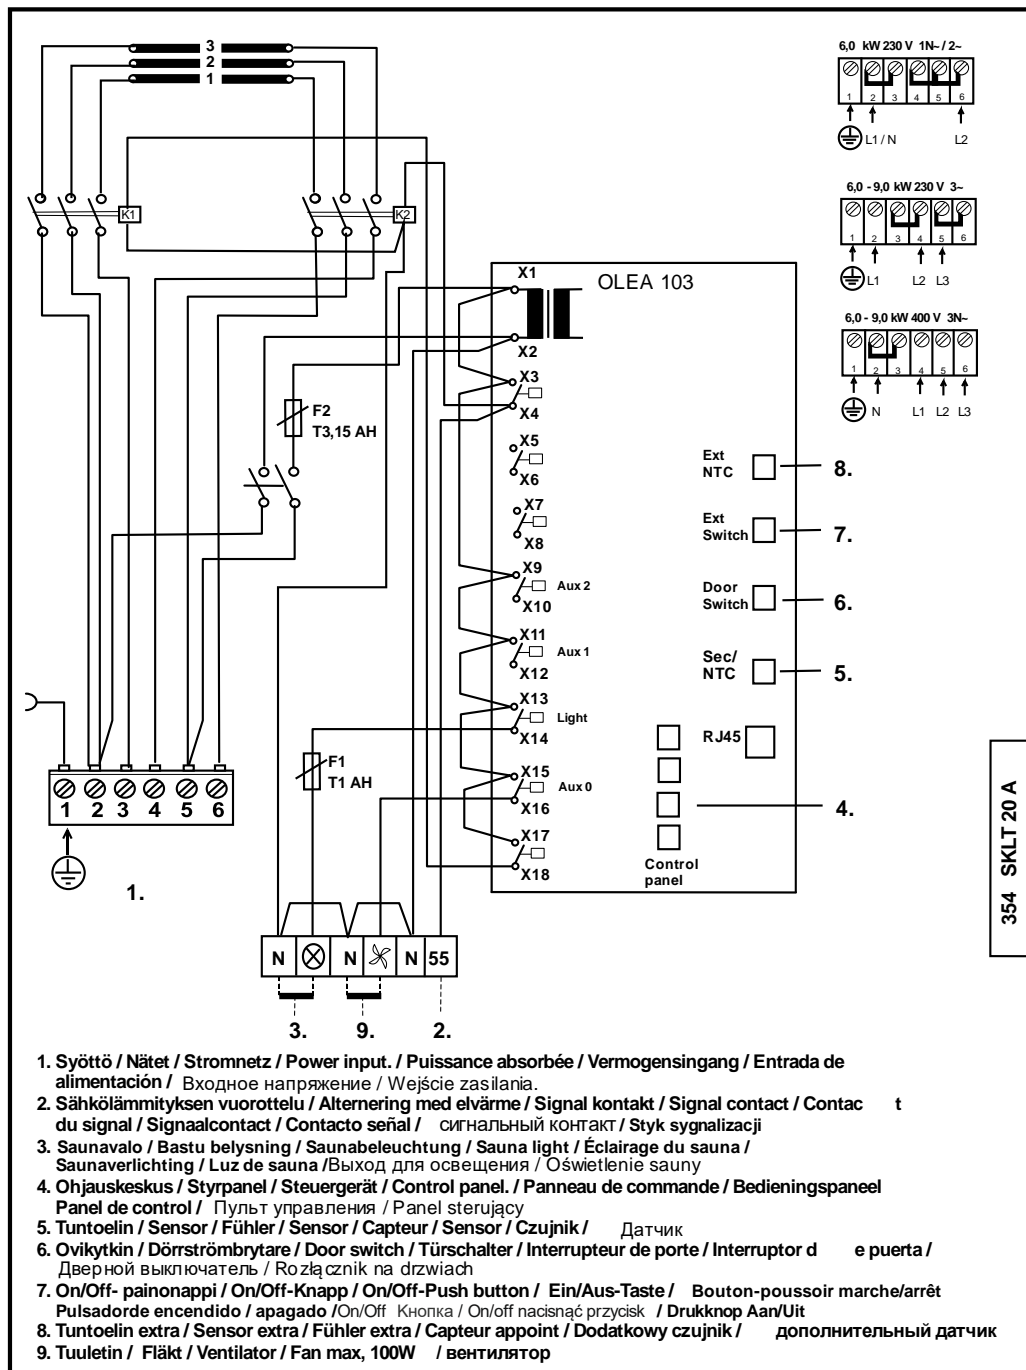 3
2
1
K1
K2
6,0 kW 230 V 1N~ / 2~
1 2 3 4 5 6
L1 / N L2
6,0 - 9,0 kW 230 V 3~
1 2 3 4 5 6
L1 L2 L3
6,0 - 9,0 kW 400 V 3N~
1 2 3 4 5 6
N L1 L2 L3
OLEA 103
X1
X2
X3
X4
X5
X6
X7
X8
X9
Aux 2
X10
X11
Aux 1
X12
X13
Light
X14
X15
Aux 0
X16
X17
X18
F2
T3,15 AH
F1
T1 AH
Ext
NTC
8.
Ext
Switch
7.
Door
Switch
6.
Sec/
NTC
5.
RJ45
4.
Control
panel
354 SKLT 20 A
1 2 3 4 5 6
1.
N N N 55
3. 9. 2.
1. Syöttö / Nätet / Stromnetz / Power input. / Puissance absorbée / Vermogensingang / Entrada de
alimentación / Входное напряжение / Wejście zasilania.
2. Sähkölämmityksen vuorottelu / Alternering med elvärme / Signal kontakt / Signal contact / Contac t
du signal / Signaalcontact / Contacto señal / сигнальный контакт / Styk sygnalizacji
3. Saunavalo / Bastu belysning / Saunabeleuchtung / Sauna light / Éclairage du sauna /
Saunaverlichting / Luz de sauna /Выход для освещения / Oświetlenie sauny
4. Ohjauskeskus / Styrpanel / Steuergerät / Control panel. / Panneau de commande / Bedieningspaneel
Panel de control / Пульт управления / Panel sterujący
5. Tuntoelin / Sensor / Fühler / Sensor / Capteur / Sensor / Czujnik / Датчик
6. Ovikytkin / Dörrströmbrytare / Door switch / Türschalter / Interrupteur de porte / Interruptor d e puerta /
Дверной выключатель / Rozłącznik na drzwiach
7. On/Off- painonappi / On/Off-Knapp / On/Off-Push button / Ein/Aus-Taste / Bouton-poussoir marche/arrêt
Pulsadorde encendido / apagado /On/Off Кнопка / On/off nacisnąć przycisk / Drukknop Aan/Uit
8. Tuntoelin extra / Sensor extra / Fühler extra / Capteur appoint / Dodatkowy czujnik / дополнительный датчик
9. Tuuletin / Fläkt / Ventilator / Fan max, 100W / вентилятор